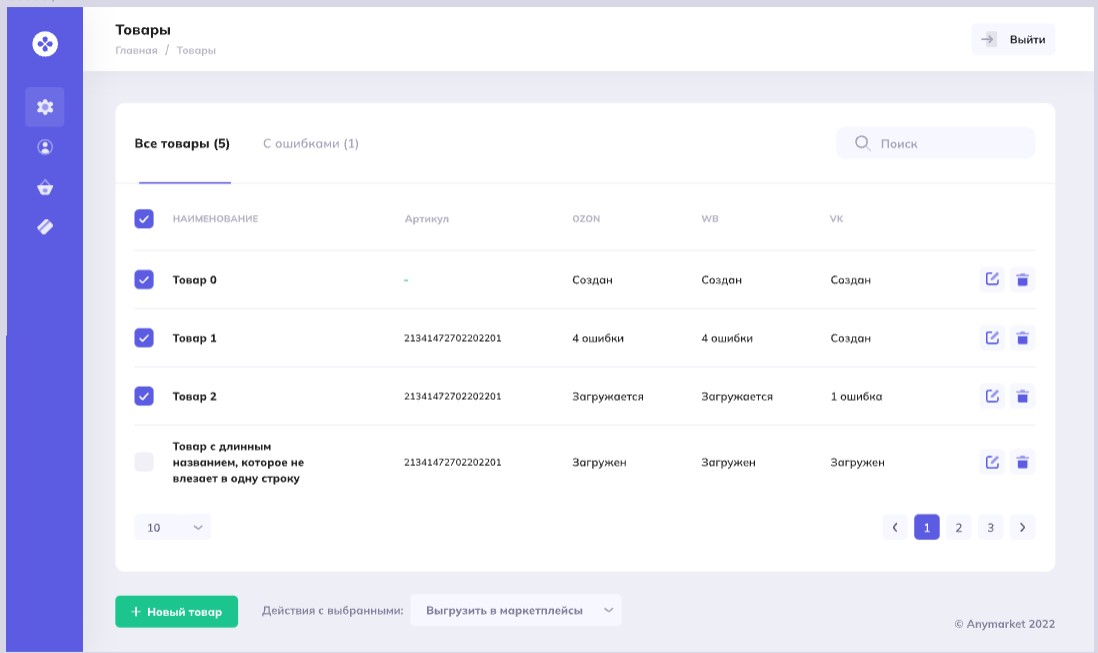 Товары
Главная / Товары
Выйти
Все товары (5) С ошибками (1) Поиск
НАИМЕНОВАНИЕ Артикул OZON WB VK
Товар 0 - Создан Создан Создан
Товар 1 21341472702202201 4 ошибки 4 ошибки Создан
Товар 2 21341472702202201 Загружается Загружается 1 ошибка
Товар с длинным
названием, которое не
влезает в одну строку
21341472702202201 Загружен Загружен Загружен
10 1 2 3
+ Новый товар Действия с выбранными: Выгрузить в маркетплейсы
© Anymarket 2022